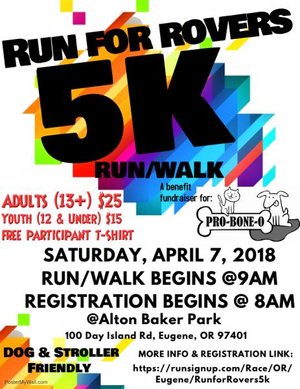 RUN FOR ROVERS
5K
RUN/WALK
A benefit
fundraiser for:
PRO-BONE-O
ADULTS (13+) $25
YOUTH (12 & UNDER) $15
FREE PARTICIPANT T-SHIRT
SATURDAY, APRIL 7, 2018
RUN/WALK BEGINS @9AM
REGISTRATION BEGINS @ 8AM
@Alton Baker Park
100 Day Island Rd, Eugene, OR 97401
DOG & STROLLER
FRIENDLY
MORE INFO & REGISTRATION LINK:
https://runsignup.com/Race/OR/
Eugene/RunforRovers5k
PosterMyWall.com